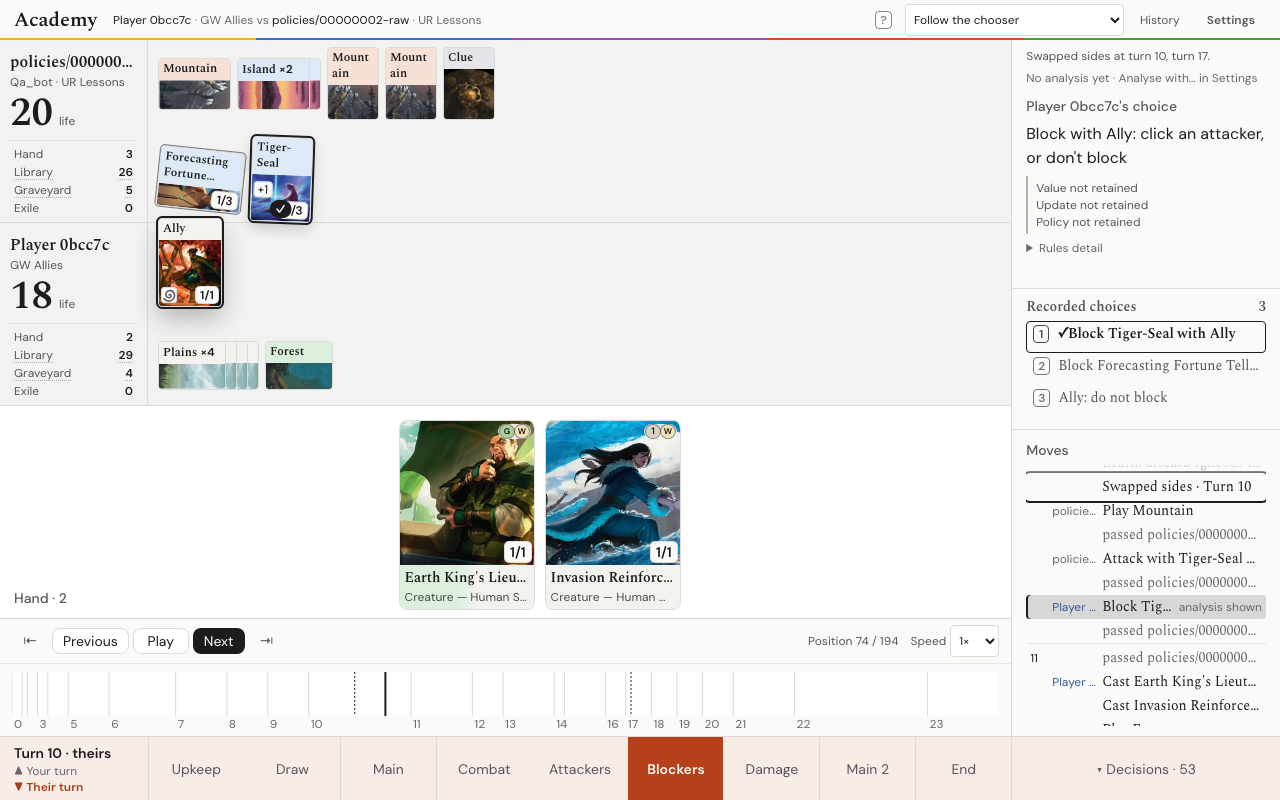 Academy
Player 0bcc7c · GW Allies vs policies/00000002-raw · UR Lessons
?
Follow the chooser
History
Settings
policies/000000...
Qa_bot · UR Lessons
20 life
Hand 3
Library 26
Graveyard 5
Exile 0
Mountain
Island ×2
Mount
ain
Mount
ain
Clue
Forecasting
Fortune...
1/3
Tiger-
Seal
+1
✓
/3
Player 0bcc7c
GW Allies
18 life
Hand 2
Library 29
Graveyard 4
Exile 0
Ally
1/1
Plains ×4
Forest
Hand · 2
G W
1/1
Earth King's Lieu...
Creature — Human S...
1 W
1/1
Invasion Reinforc...
Creature — Human ...
Swapped sides at turn 10, turn 17.
No analysis yet · Analyse with... in Settings
Player 0bcc7c's choice
Block with Ally: click an attacker,
or don't block
Value not retained
Update not retained
Policy not retained
▶ Rules detail
Recorded choices 3
1 ✓Block Tiger-Seal with Ally
2 Block Forecasting Fortune Tell...
3 Ally: do not block
Moves
Swapped sides · Turn 10
policie... Play Mountain
passed policies/0000000...
policie... Attack with Tiger-Seal ...
passed policies/0000000...
Player ... Block Tig... analysis shown
passed policies/0000000...
11 passed policies/0000000...
Player ... Cast Earth King's Lieut...
Cast Invasion Reinforce...
Previous
Play
Next
Position 74 / 194
Speed 1×
0 3 5 6 7 8 9 10 11 12 13 14 16 17 18 19 20 21 22 23
Turn 10 · theirs
▲ Your turn
▼ Their turn
Upkeep
Draw
Main
Combat
Attackers
Blockers
Damage
Main 2
End
▾ Decisions · 53